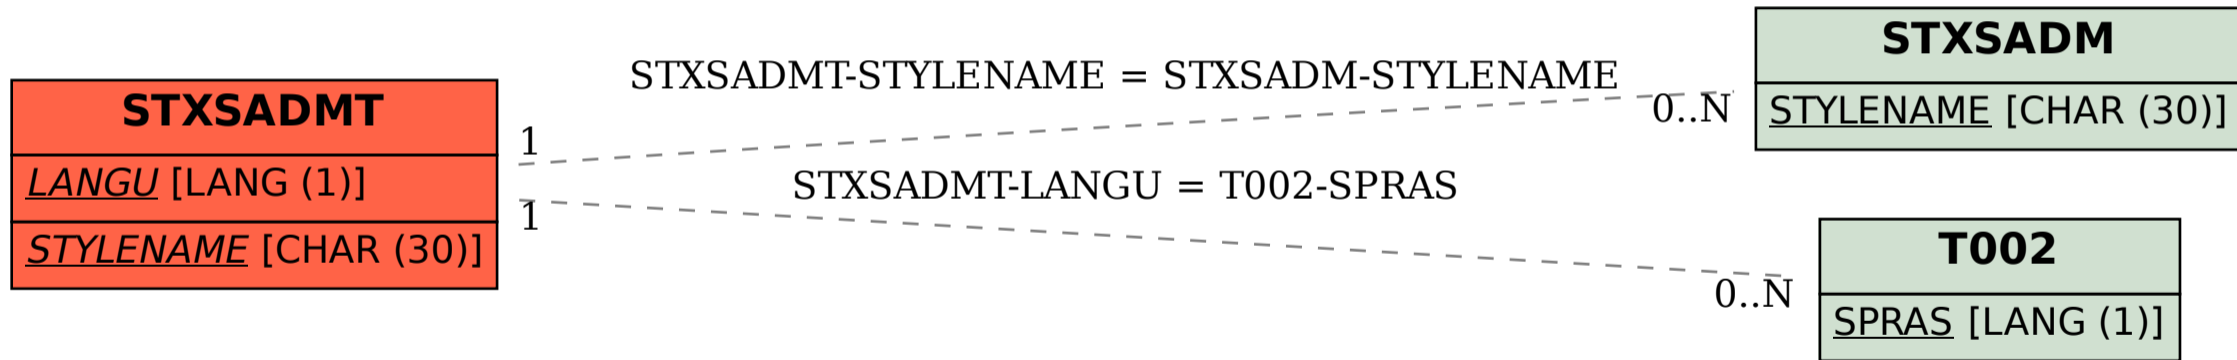 STXSADMT
LANGU [LANG (1)]
STYLENAME [CHAR (30)]
STXSADMT-STYLENAME = STXSADM-STYLENAME
1
0..N
STXSADMT-LANGU = T002-SPRAS
1
0..N
STXSADM
STYLENAME [CHAR (30)]
T002
SPRAS [LANG (1)]